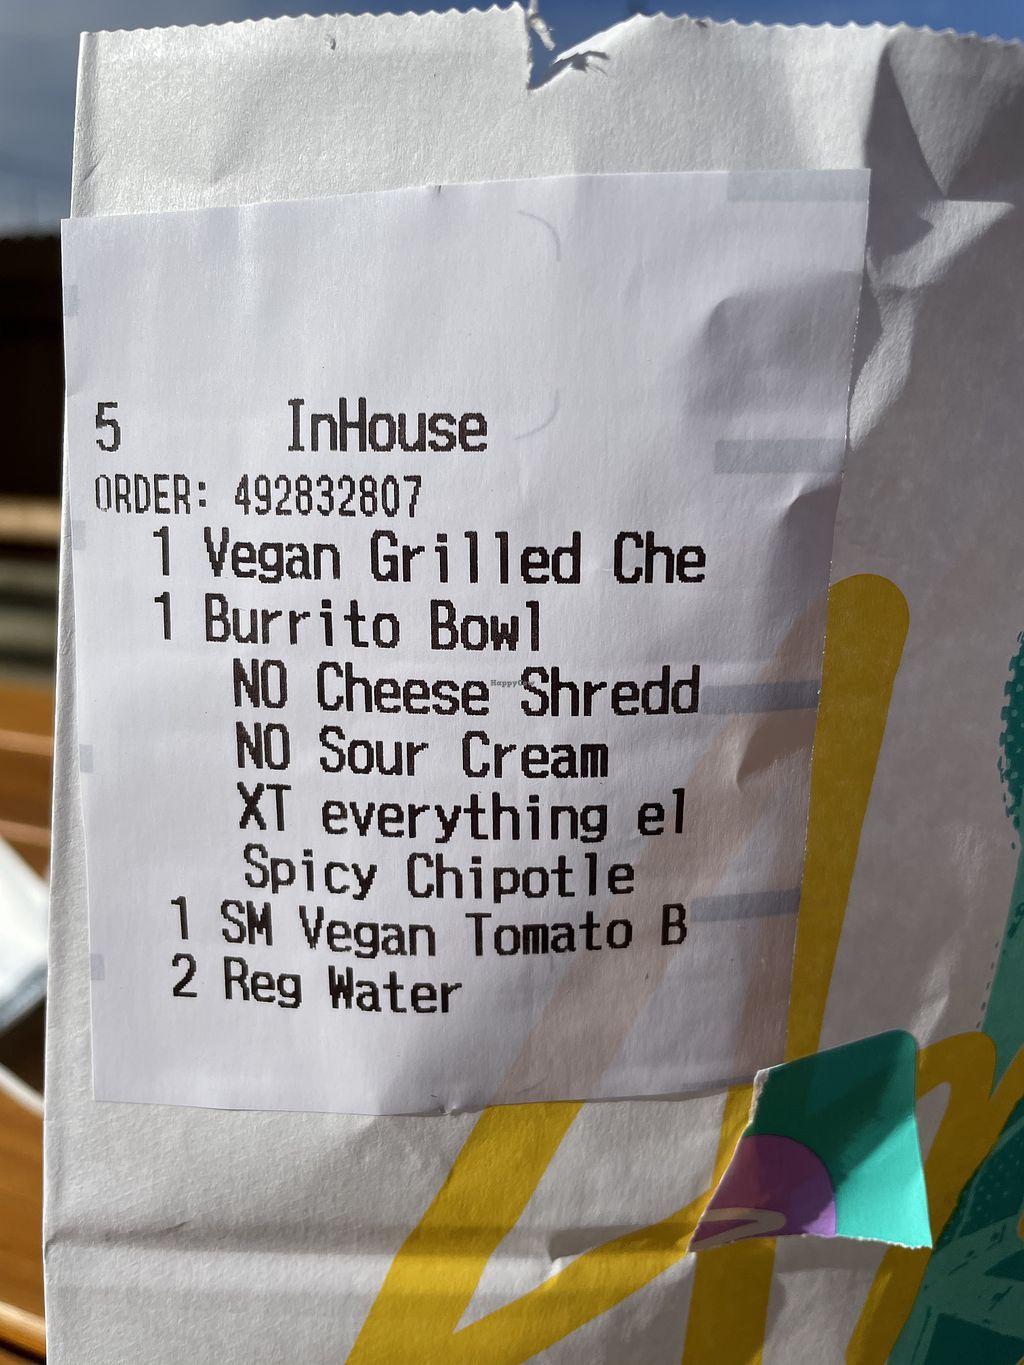 5 InHouse
ORDER: 492832807
1 Vegan Grilled Che
1 Burrito Bowl
NO Cheese Shredd
NO Sour Cream
XT everything el
Spicy Chipotle
1 SM Vegan Tomato B
2 Reg Water
HappyCow